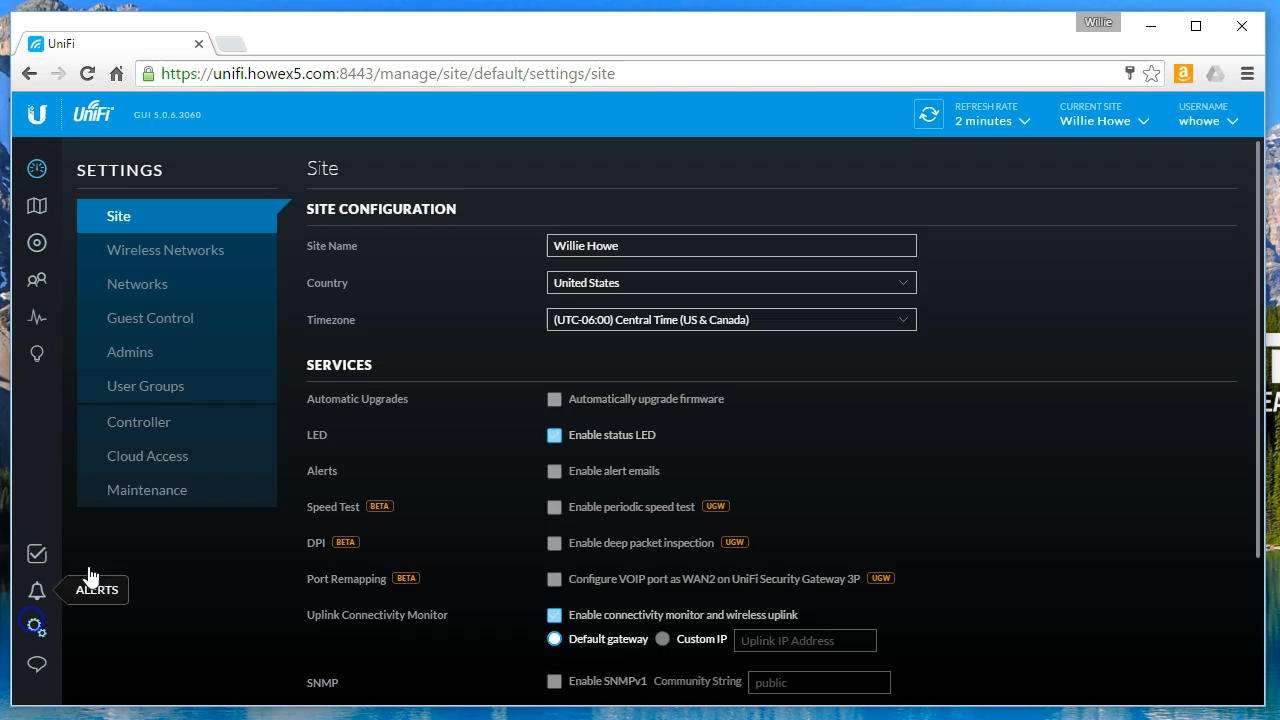 Willie
UniFi
https://unifi.howex5.com:8443/manage/site/default/settings/site
UniFi GUI 5.0.6.3060
REFRESH RATE
2 minutes
CURRENT SITE
Willie Howe
USERNAME
whowe
SETTINGS
Site
Wireless Networks
Networks
Guest Control
Admins
User Groups
Controller
Cloud Access
Maintenance
ALERTS
Site
SITE CONFIGURATION
Site Name Willie Howe
Country United States
Timezone (UTC-06:00) Central Time (US & Canada)
SERVICES
Automatic Upgrades Automatically upgrade firmware
LED Enable status LED
Alerts Enable alert emails
Speed Test BETA Enable periodic speed test UGW
DPI BETA Enable deep packet inspection UGW
Port Remapping BETA Configure VOIP port as WAN2 on UniFi Security Gateway 3P UGW
Uplink Connectivity Monitor Enable connectivity monitor and wireless uplink
Default gateway Custom IP Uplink IP Address
SNMP Enable SNMPv1 Community String public